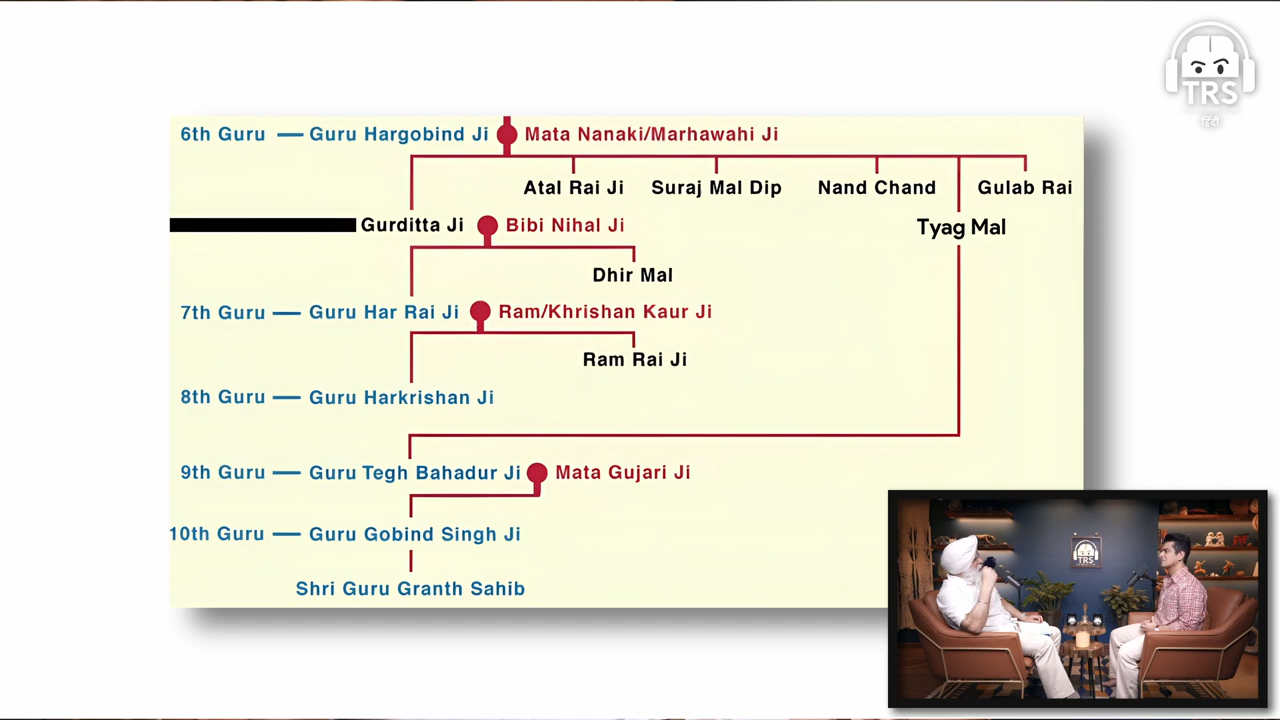 TRS
हिंदी
6th Guru — Guru Hargobind Ji Mata Nanaki/Marhawahi Ji
Atal Rai Ji Suraj Mal Dip Nand Chand Gulab Rai
Gurditta Ji Bibi Nihal Ji Tyag Mal
Dhir Mal
7th Guru — Guru Har Rai Ji Ram/Khrishan Kaur Ji
Ram Rai Ji
8th Guru — Guru Harkrishan Ji
9th Guru — Guru Tegh Bahadur Ji Mata Gujari Ji
10th Guru — Guru Gobind Singh Ji
Shri Guru Granth Sahib
TRS